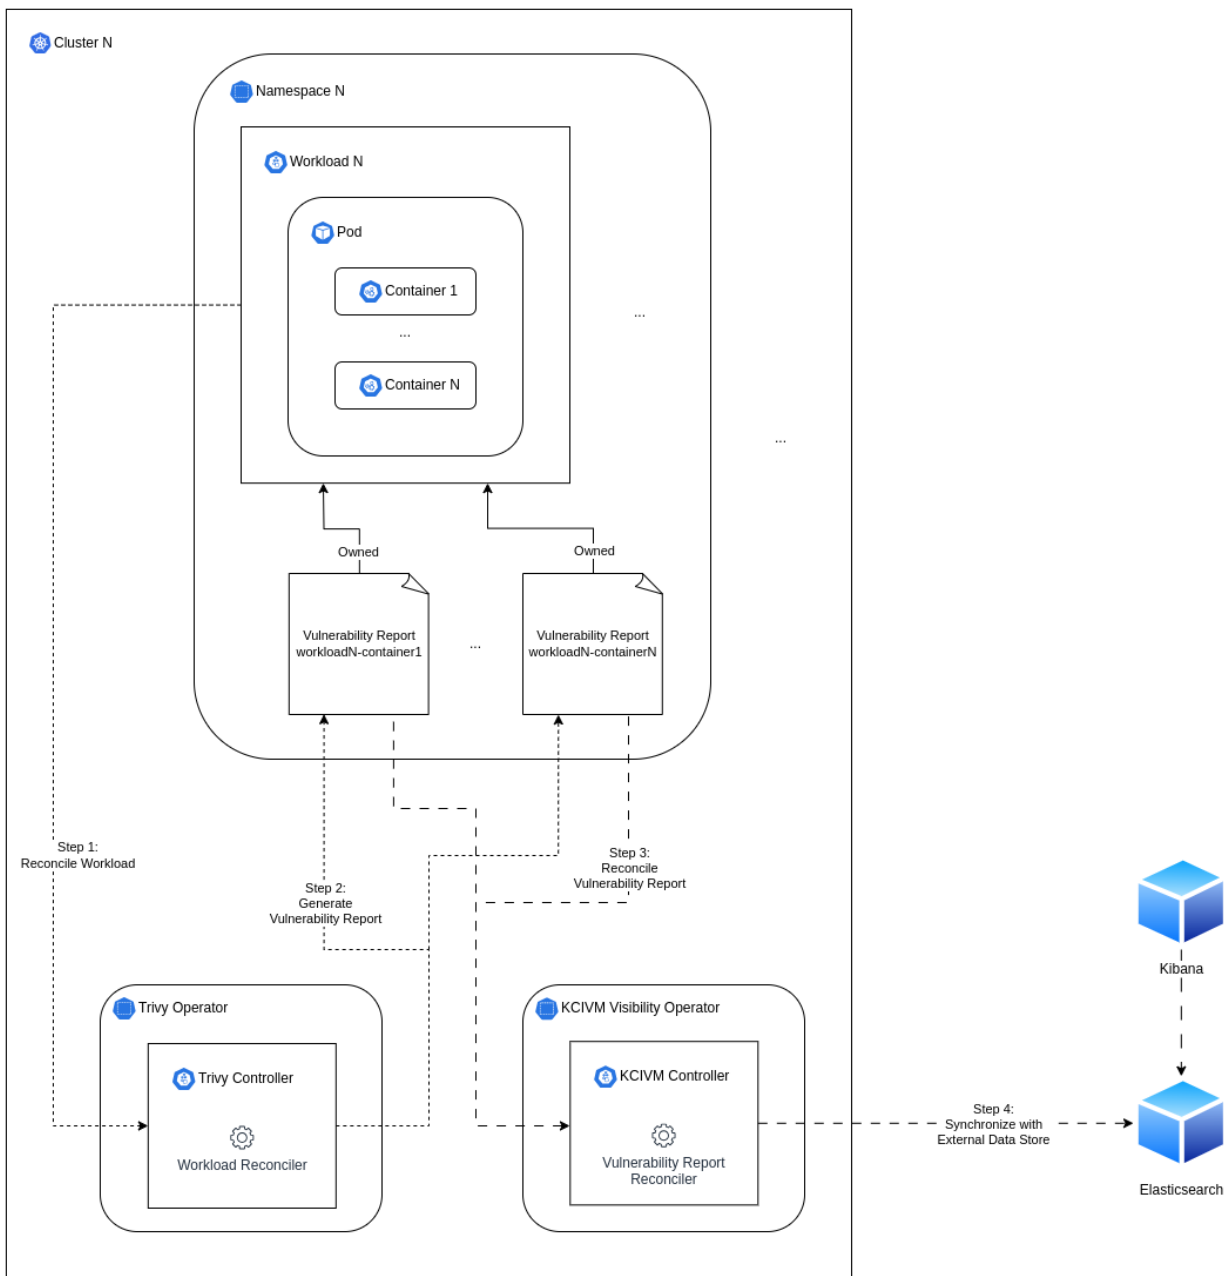 Cluster N
Namespace N
Workload N
Pod
Container 1
...
Container N
...
...
Owned
Owned
Vulnerability Report
workloadN-container1
...
Vulnerability Report
workloadN-containerN
Step 1:
Reconcile Workload
Step 2:
Generate
Vulnerability Report
Step 3:
Reconcile
Vulnerability Report
Kibana
Trivy Operator
Trivy Controller
Workload Reconciler
KCIVM Visibility Operator
KCIVM Controller
Vulnerability Report
Reconciler
Step 4:
Synchronize with
External Data Store
Elasticsearch